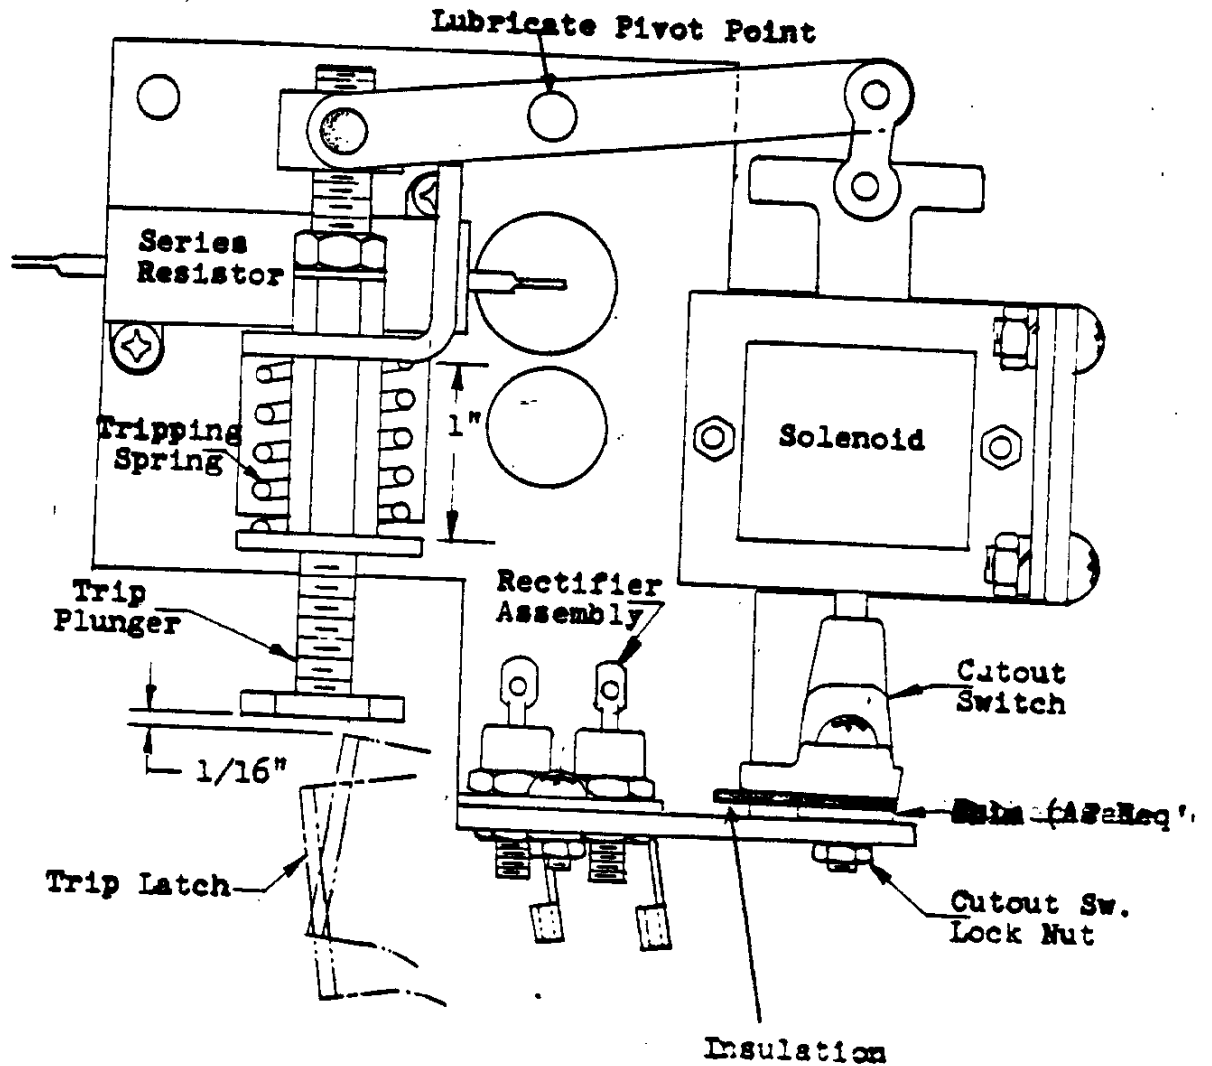 Lubricate Pivot Point
Series
Resistor
1"
Tripping
Spring
Solenoid
Trip
Plunger
Rectifier
Assembly
Cutout
Switch
1/16"
Trip Latch
Cutout Sw.
Lock Nut
Insulation